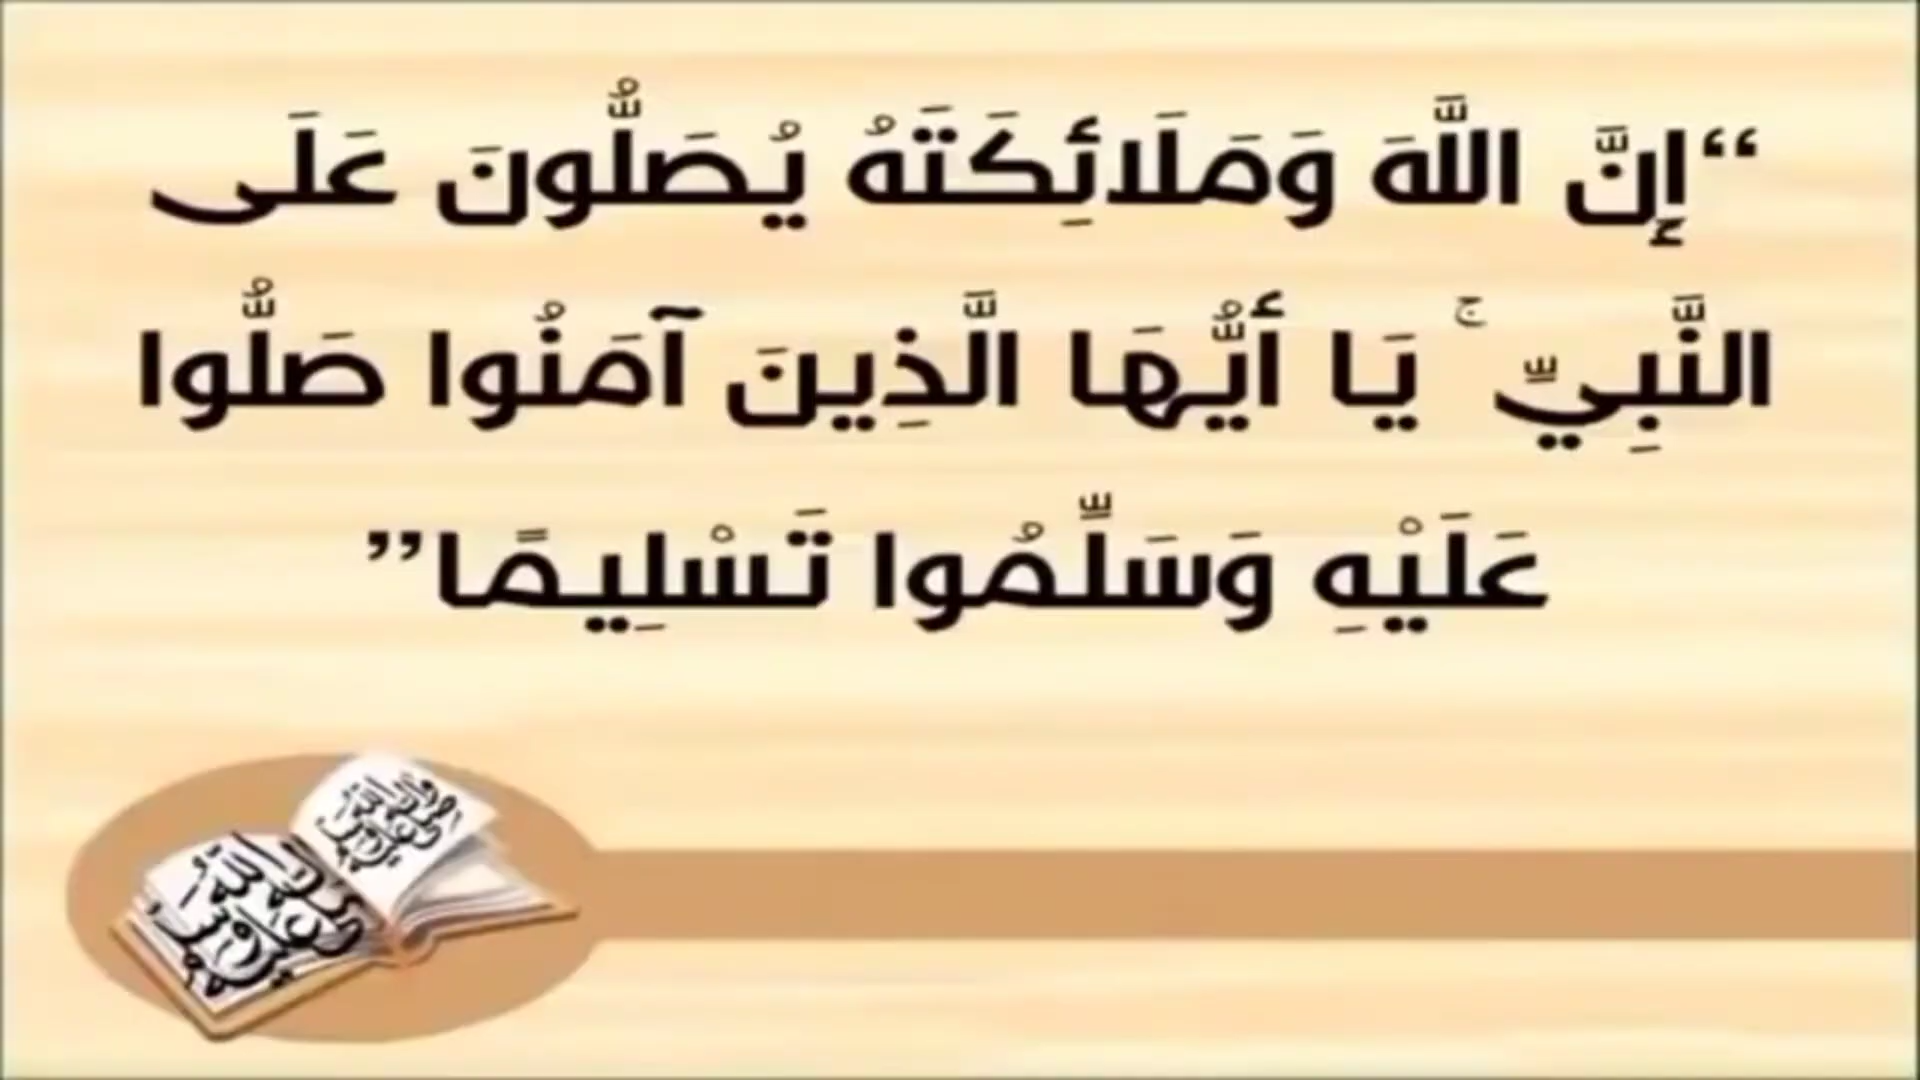 “إِنَّ اللَّهَ وَمَلَائِكَتَهُ يُصَلُّونَ عَلَى
النَّبِيِّ ۚ يَا أَيُّهَا الَّذِينَ آمَنُوا صَلُّوا
عَلَيْهِ وَسَلِّمُوا تَسْلِيمًا”